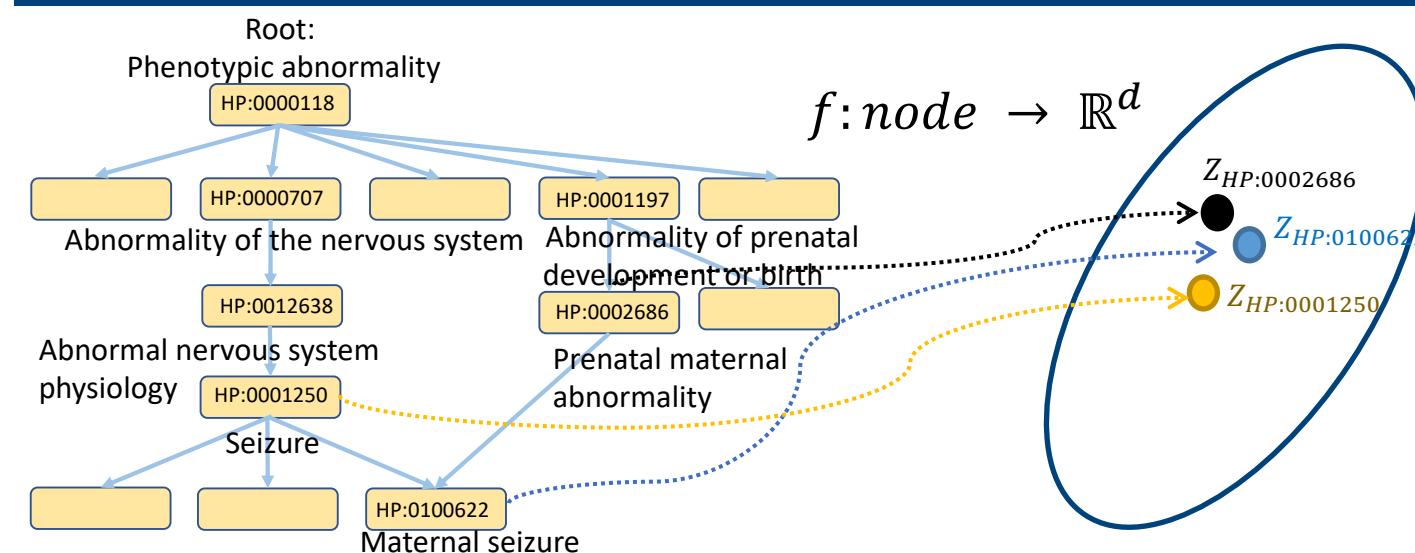 Root:
Phenotypic abnormality
HP:0000118
f: node → ℝ^d
HP:0000707
HP:0001197
Abnormality of the nervous system
Abnormality of prenatal
development or birth
HP:0012638
HP:0002686
Abnormal nervous system
physiology
Prenatal maternal
abnormality
HP:0001250
Seizure
HP:0100622
Maternal seizure
Z_HP:0002686
Z_HP:010062
Z_HP:0001250